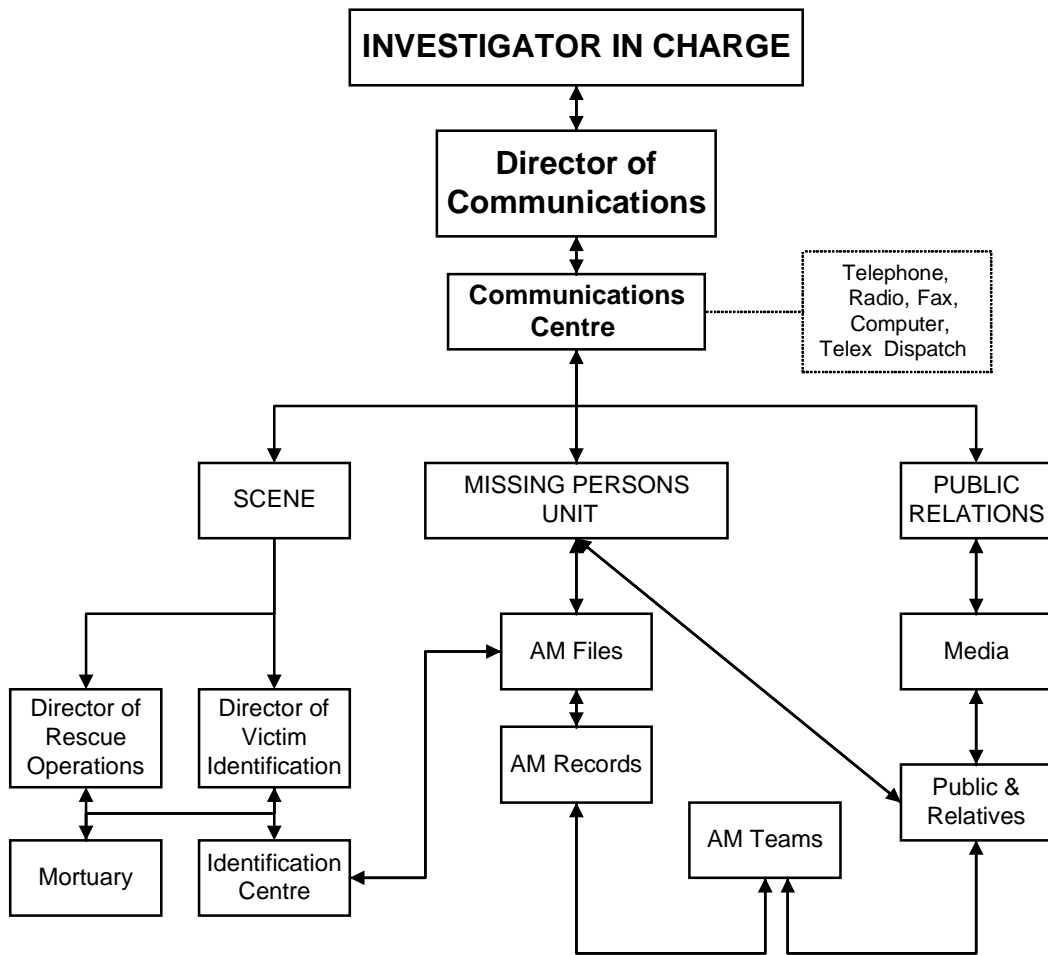 INVESTIGATOR IN CHARGE
Director of
Communications
Communications
Centre
Telephone,
Radio, Fax,
Computer,
Telex Dispatch
SCENE
MISSING PERSONS
UNIT
PUBLIC
RELATIONS
AM Files
Media
Director of
Rescue
Operations
Director of
Victim
Identification
AM Records
Public &
Relatives
AM Teams
Mortuary
Identification
Centre